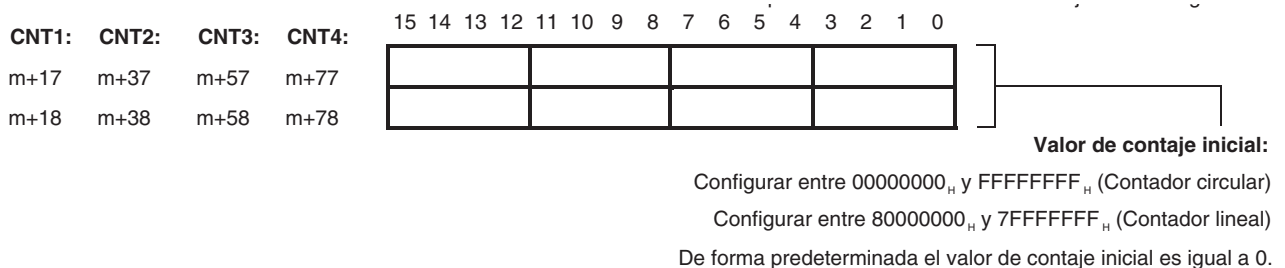 15 14 13 12 11 10 9 8 7 6 5 4 3 2 1 0
CNT1: CNT2: CNT3: CNT4:
m+17 m+37 m+57 m+77
m+18 m+38 m+58 m+78
Valor de contaje inicial:
Configurar entre 00000000H y FFFFFFFFH (Contador circular)
Configurar entre 80000000H y 7FFFFFFFH (Contador lineal)
De forma predeterminada el valor de contaje inicial es igual a 0.